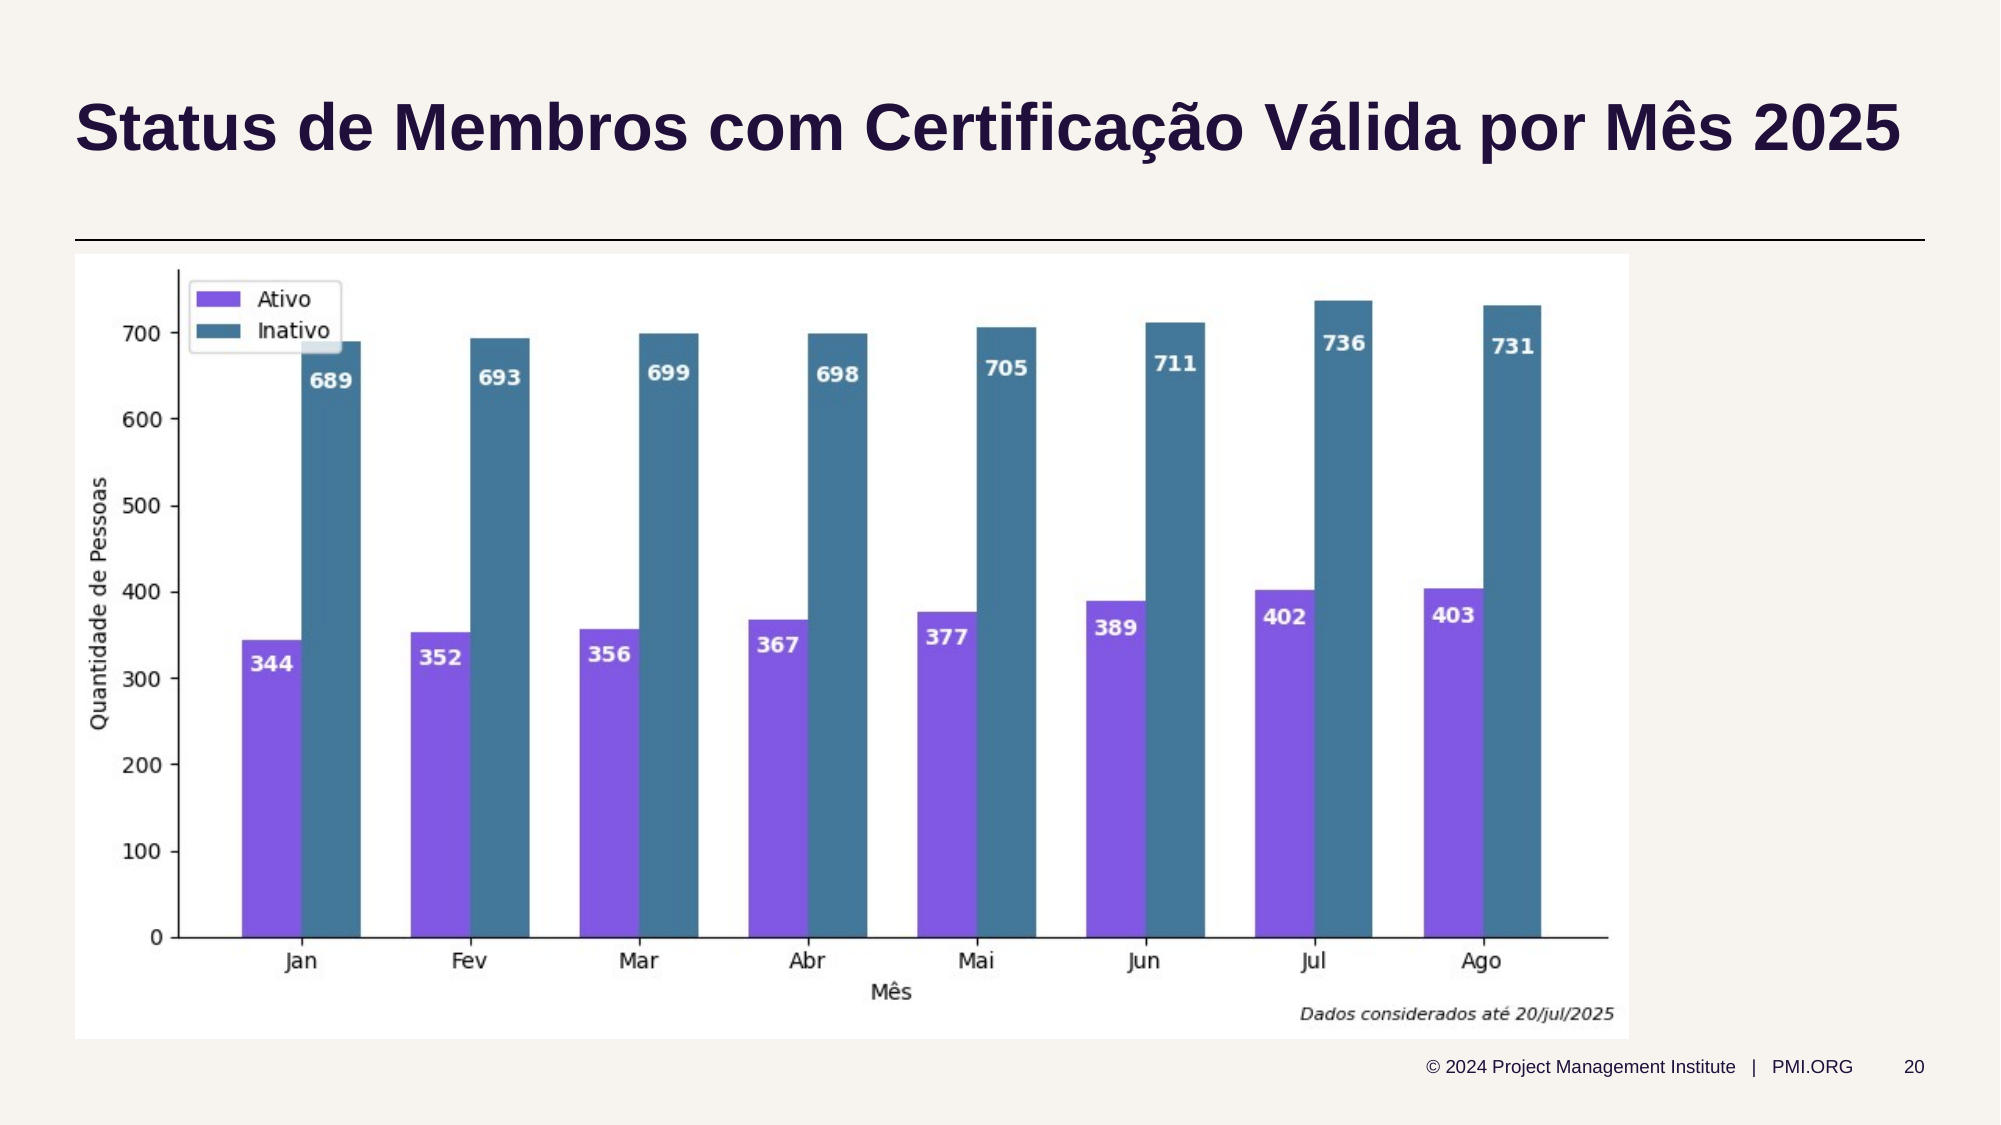 Status de Membros com Certificação Válida por Mês 2025
Ativo
Inativo
Quantidade de Pessoas
700
600
500
400
300
200
100
0
689
693
699
698
705
711
736
731
344
352
356
367
377
389
402
403
Jan
Fev
Mar
Abr
Mai
Jun
Jul
Ago
Mês
Dados considerados até 20/jul/2025
© 2024 Project Management Institute | PMI.ORG 20